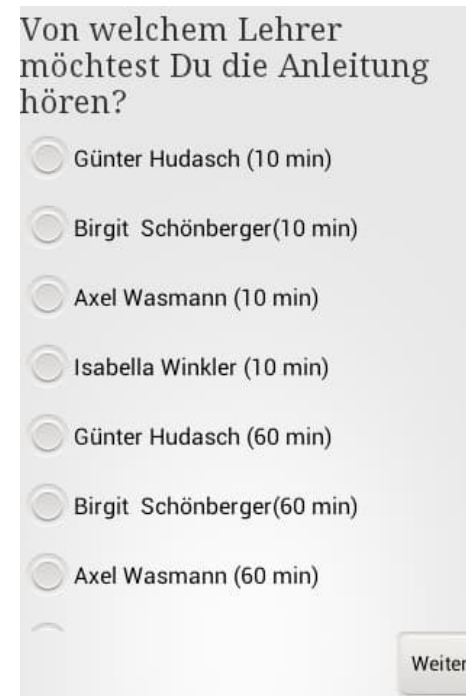 Von welchem Lehrer
möchtest Du die Anleitung
hören?
Günter Hudasch (10 min)
Birgit  Schönberger(10 min)
Axel Wasmann (10 min)
Isabella Winkler (10 min)
Günter Hudasch (60 min)
Birgit  Schönberger(60 min)
Axel Wasmann (60 min)
Weiter